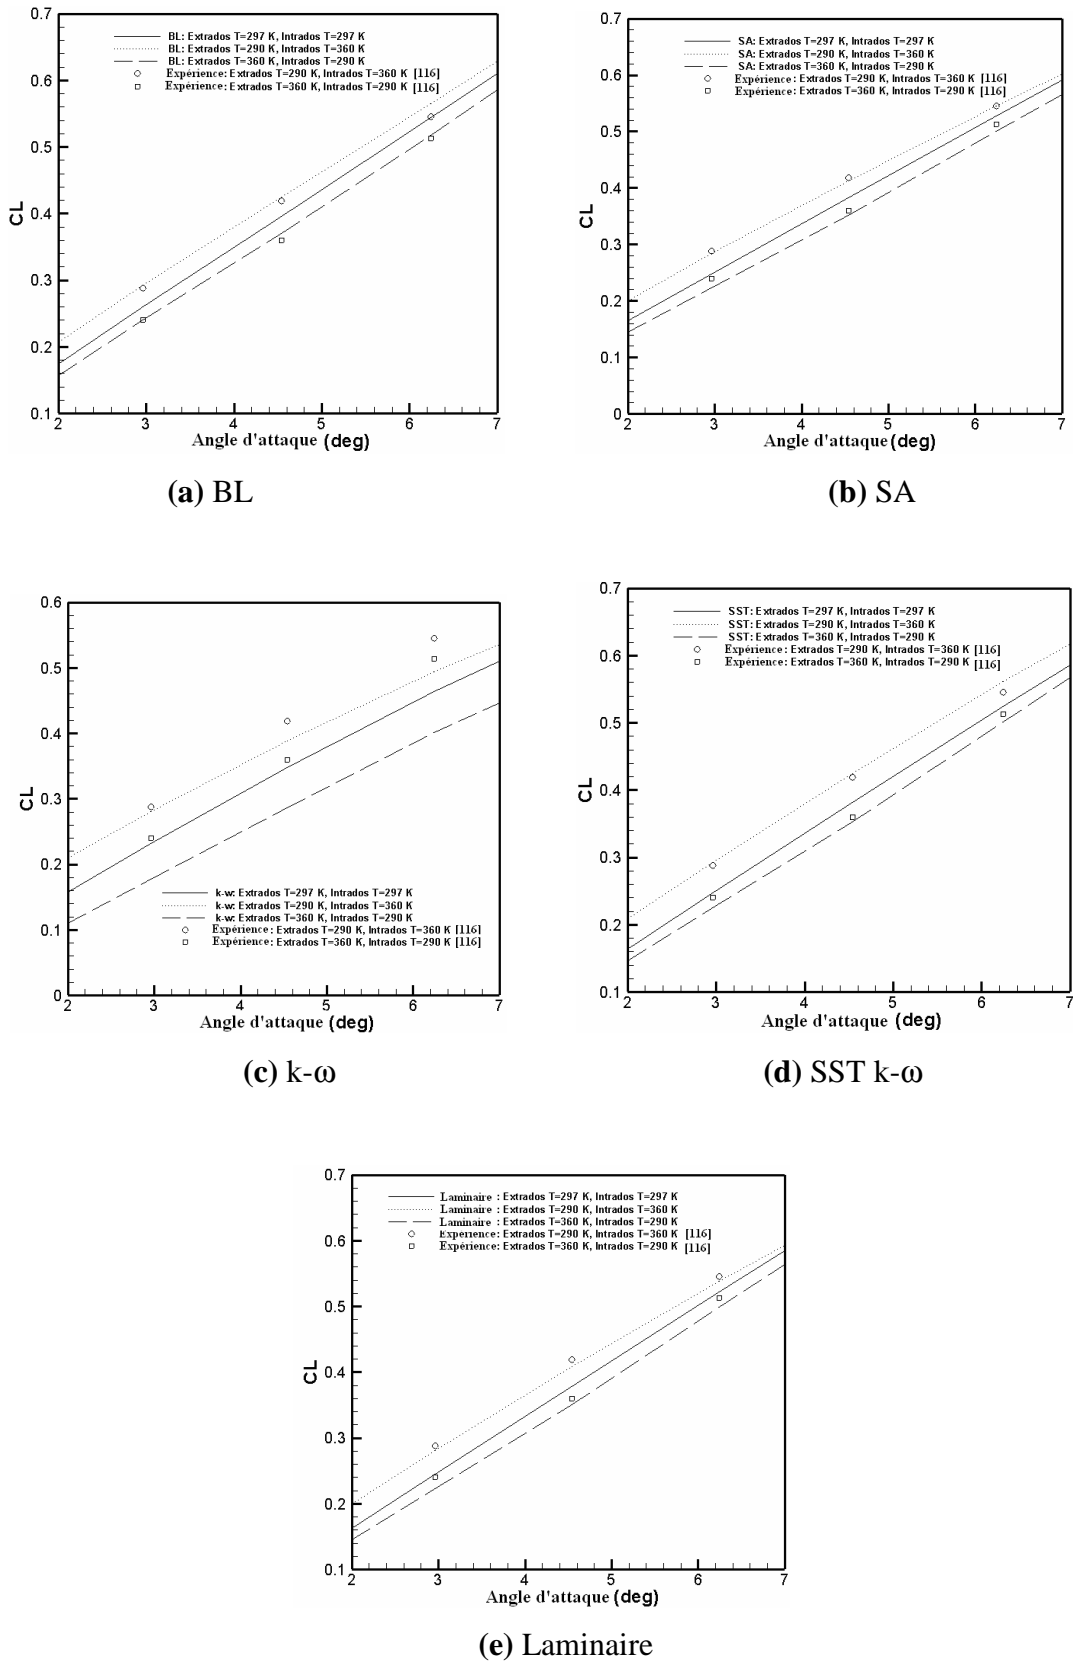 0.7
BL: Extrados T=297 K, Intrados T=297 K
BL: Extrados T=290 K, Intrados T=360 K
BL: Extrados T=360 K, Intrados T=290 K
Expérience: Extrados T=290 K, Intrados T=360 K [116]
Expérience: Extrados T=360 K, Intrados T=290 K [116]
0.6
0.5
0.4
CL
0.3
0.2
0.1
2 3 4 5 6 7
Angle d'attaque (deg)
(a) BL
0.7
SA: Extrados T=297 K, Intrados T=297 K
SA: Extrados T=290 K, Intrados T=360 K
SA: Extrados T=360 K, Intrados T=290 K
Expérience: Extrados T=290 K, Intrados T=360 K [116]
Expérience: Extrados T=360 K, Intrados T=290 K [116]
0.6
0.5
0.4
CL
0.3
0.2
0.1
0
2 3 4 5 6 7
Angle d'attaque (deg)
(b) SA
0.6
0.5
0.4
CL
0.3
0.2
k-w: Extrados T=297 K, Intrados T=297 K
k-w: Extrados T=290 K, Intrados T=360 K
k-w: Extrados T=360 K, Intrados T=290 K
Expérience: Extrados T=290 K, Intrados T=360 K [116]
Expérience: Extrados T=360 K, Intrados T=290 K [116]
0.1
0
2 3 4 5 6 7
Angle d'attaque (deg)
(c) k-ω
0.7
SST: Extrados T=297 K, Intrados T=297 K
SST: Extrados T=290 K, Intrados T=360 K
SST: Extrados T=360 K, Intrados T=290 K
Expérience: Extrados T=290 K, Intrados T=360 K [116]
Expérience: Extrados T=360 K, Intrados T=290 K [116]
0.6
0.5
0.4
CL
0.3
0.2
0.1
2 3 4 5 6 7
Angle d'attaque (deg)
(d) SST k-ω
0.7
Laminaire : Extrados T=297 K, Intrados T=297 K
Laminaire : Extrados T=290 K, Intrados T=360 K
Laminaire : Extrados T=360 K, Intrados T=290 K
Expérience: Extrados T=290 K, Intrados T=360 K [116]
Expérience: Extrados T=360 K, Intrados T=290 K [116]
0.6
0.5
0.4
CL
0.3
0.2
0.1
2 3 4 5 6 7
Angle d'attaque (deg)
(e) Laminaire